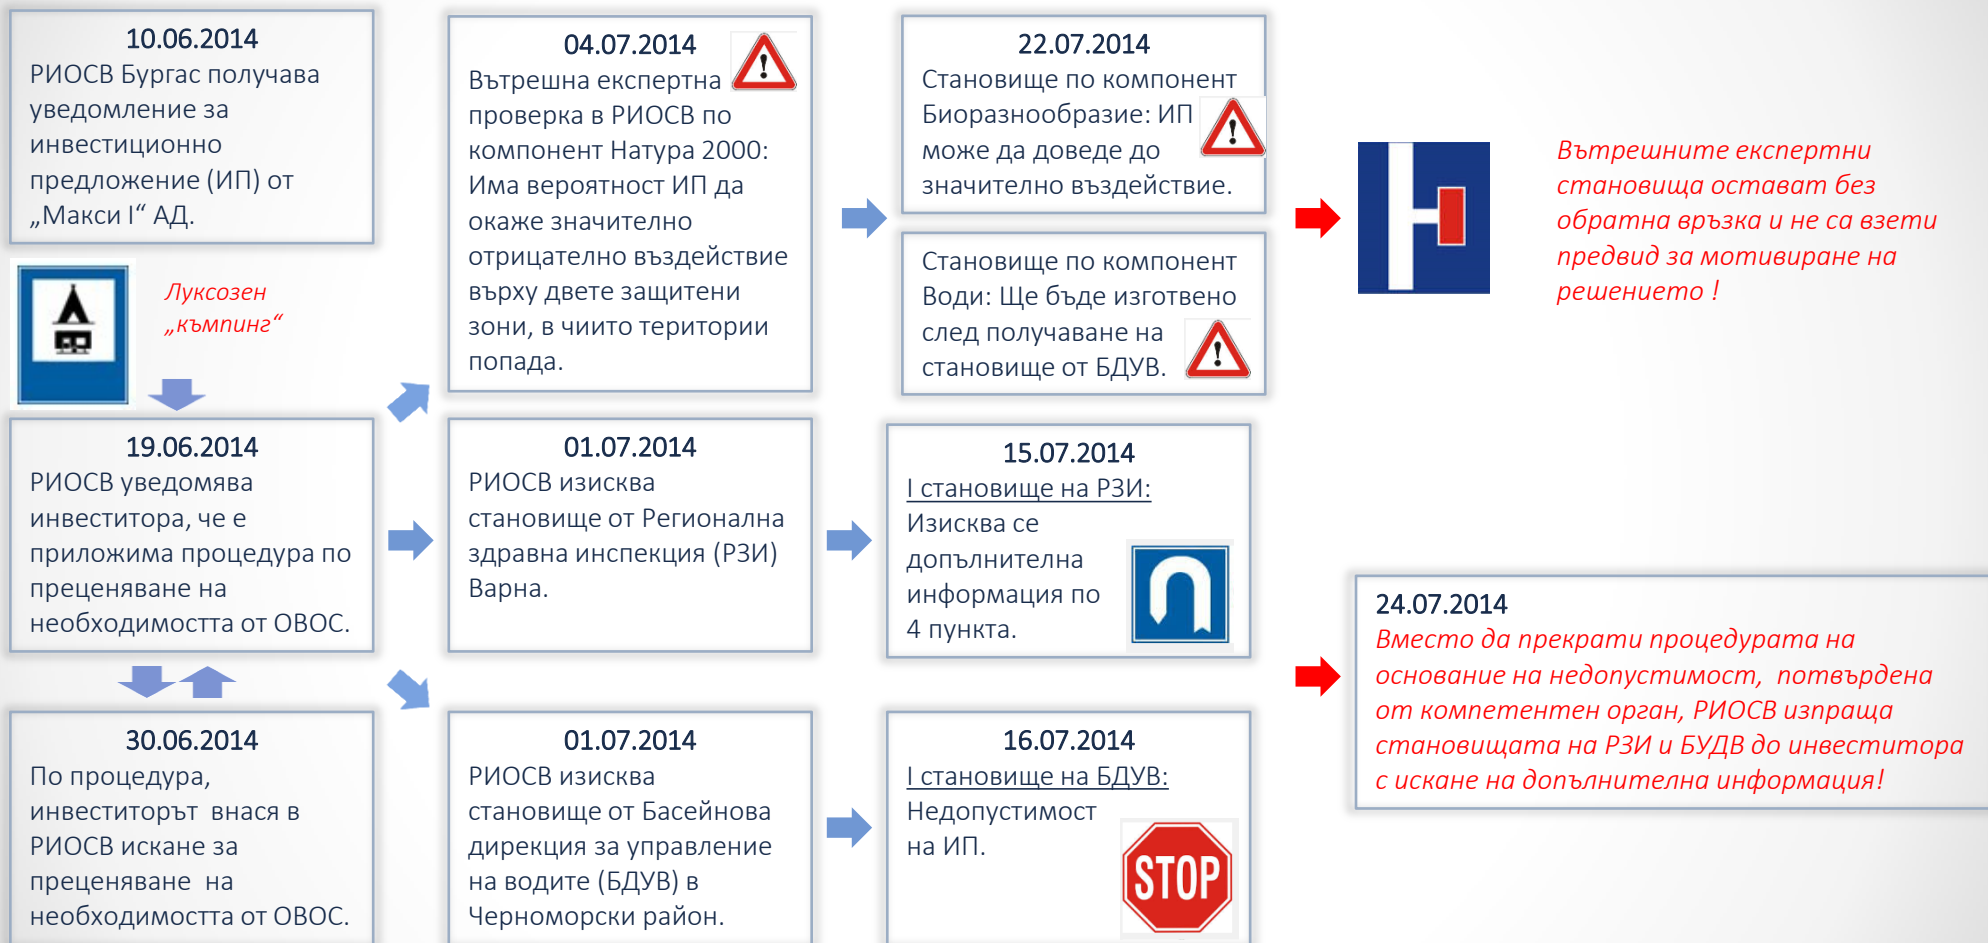 10.06.2014
РИОСВ Бургас получава
уведомление за
инвестиционно
предложение (ИП) от
„Макси I“ АД.
Луксозен
„къмпинг“
19.06.2014
РИОСВ уведомява
инвеститора, че е
приложима процедура по
преценяване на
необходимостта от ОВОС.
30.06.2014
По процедура,
инвеститорът внася в
РИОСВ искане за
преценяване на
необходимостта от ОВОС.
04.07.2014
Вътрешна експертна
проверка в РИОСВ по
компонент Натура 2000:
Има вероятност ИП да
окаже значително
отрицателно въздействие
върху двете защитени
зони, в чиито територии
попада.
01.07.2014
РИОСВ изисква
становище от Регионална
здравна инспекция (РЗИ)
Варна.
01.07.2014
РИОСВ изисква
становище от Басейнова
дирекция за управление
на водите (БДУВ) в
Черноморски район.
22.07.2014
Становище по компонент
Биоразнообразие: ИП
може да доведе до
значително въздействие.
Становище по компонент
Води: Ще бъде изготвено
след получаване на
становище от БДУВ.
15.07.2014
I становище на РЗИ:
Изисква се
допълнителна
информация по
4 пункта.
16.07.2014
I становище на БДУВ:
Недопустимост
на ИП.
STOP
Вътрешните експертни
становища остават без
обратна връзка и не са взети
предвид за мотивиране на
решението !
24.07.2014
Вместо да прекрати процедурата на
основание на недопустимост, потвърдена
от компетентен орган, РИОСВ изпраща
становищата на РЗИ и БУДВ до инвеститора
с искане на допълнителна информация!